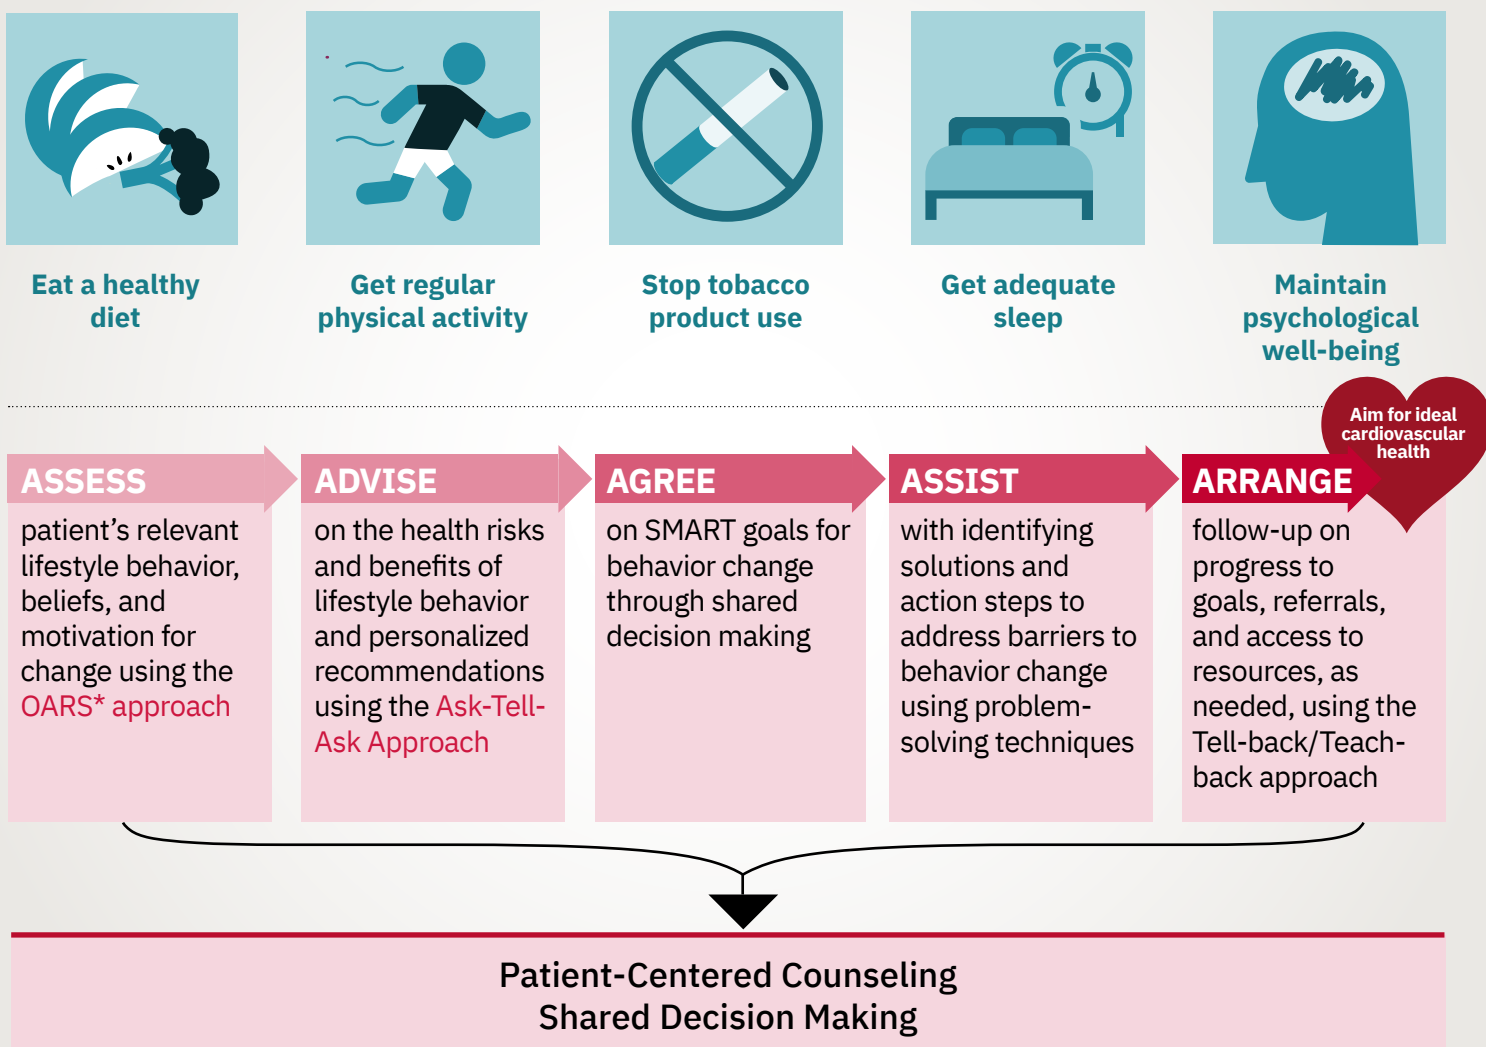 Eat a healthy
diet
Get regular
physical activity
Stop tobacco
product use
Get adequate
sleep
Maintain
psychological
well-being
Aim for ideal
cardiovascular
health
ASSESS
patient’s relevant
lifestyle behavior,
beliefs, and
motivation for
change using the
OARS* approach
ADVISE
on the health risks
and benefits of
lifestyle behavior
and personalized
recommendations
using the Ask-Tell-
Ask Approach
AGREE
on SMART goals for
behavior change
through shared
decision making
ASSIST
with identifying
solutions and
action steps to
address barriers to
behavior change
using problem-
solving techniques
ARRANGE
follow-up on
progress to
goals, referrals,
and access to
resources, as
needed, using the
Tell-back/Teach-
back approach
Patient-Centered Counseling
Shared Decision Making